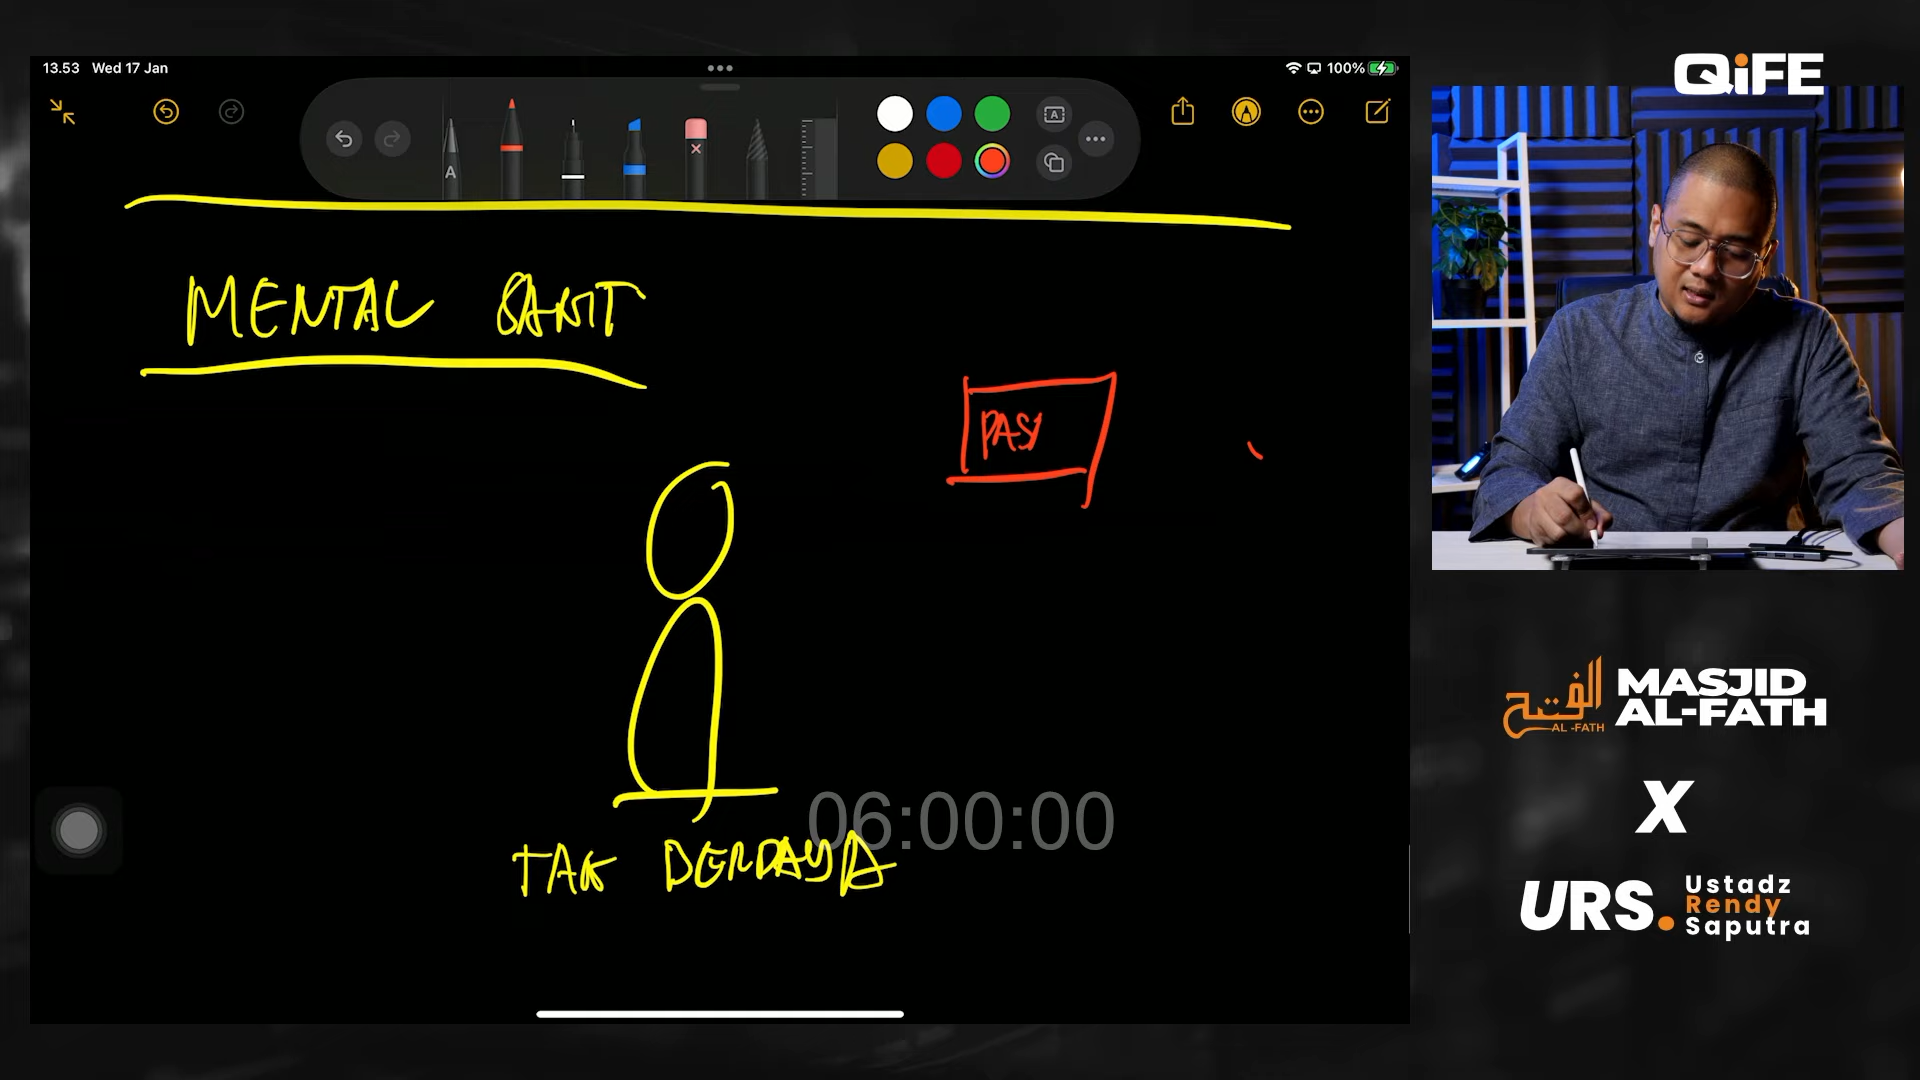 13.53 Wed 17 Jan
100%
QiFE
A
A
MENTAL SAKIT
PASI
06:00:00
TAK BERDAYA
الفتح
AL-FATH
MASJID
AL-FATH
X
URS.
Ustadz
Rendy
Saputra